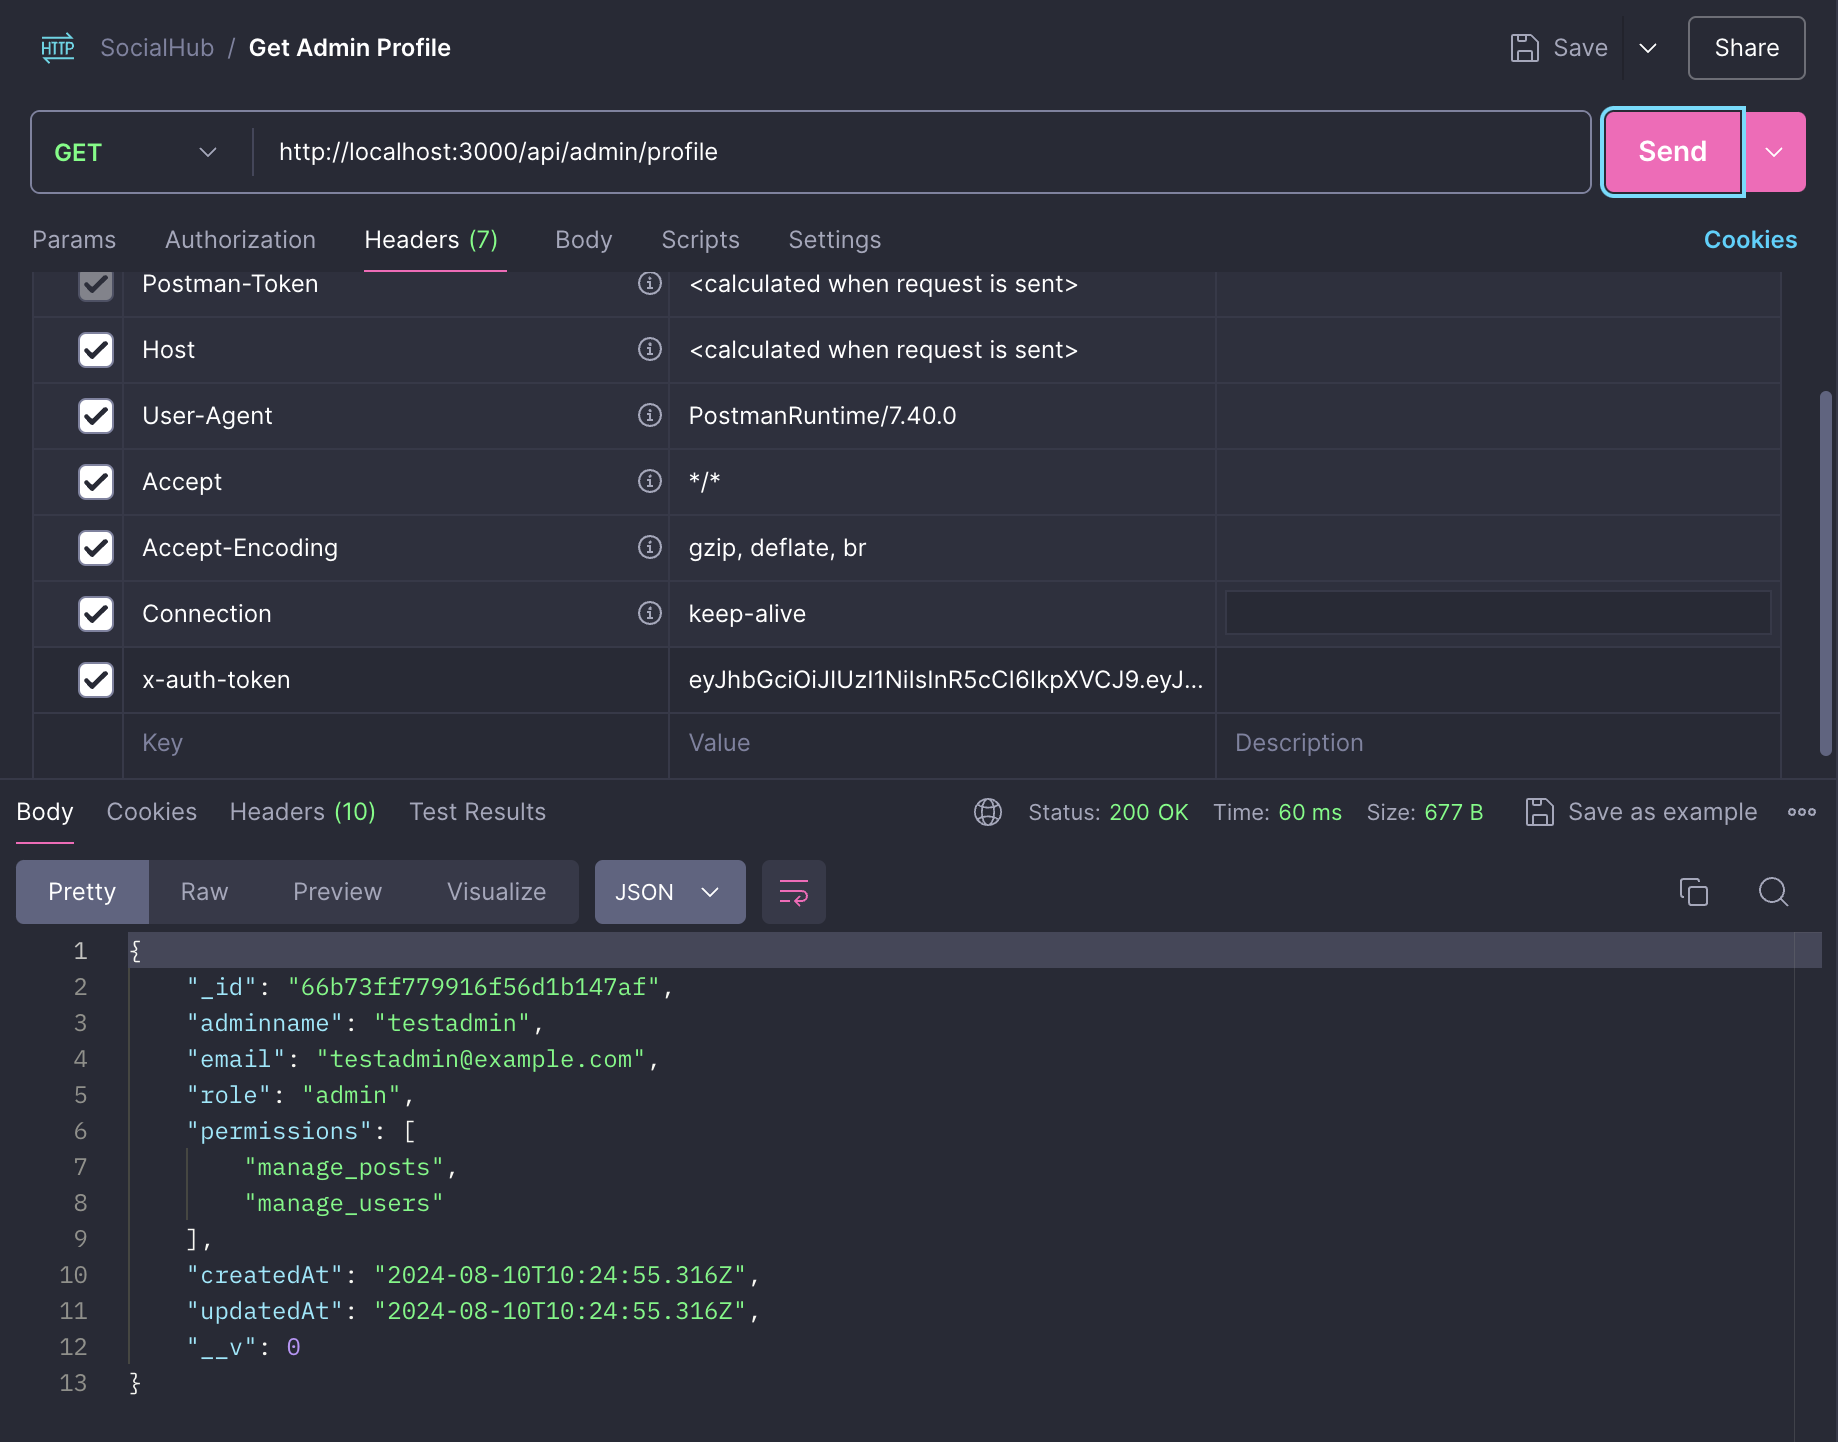 HTTP SocialHub / Get Admin Profile Save Share
GET http://localhost:3000/api/admin/profile Send
Params Authorization Headers (7) Body Scripts Settings Cookies
Postman-Token <calculated when request is sent>
Host <calculated when request is sent>
User-Agent PostmanRuntime/7.40.0
Accept */*
Accept-Encoding gzip, deflate, br
Connection keep-alive
x-auth-token eyJhbGciOiJIUzI1NiIsInR5cCI6IkpXVCJ9.eyJ...
Key Value Description
Body Cookies Headers (10) Test Results Status: 200 OK Time: 60 ms Size: 677 B Save as example
Pretty Raw Preview Visualize JSON
1 {
2 "_id": "66b73ff779916f56d1b147af",
3 "adminname": "testadmin",
4 "email": "testadmin@example.com",
5 "role": "admin",
6 "permissions": [
7 "manage_posts",
8 "manage_users"
9 ],
10 "createdAt": "2024-08-10T10:24:55.316Z",
11 "updatedAt": "2024-08-10T10:24:55.316Z",
12 "__v": 0
13 }